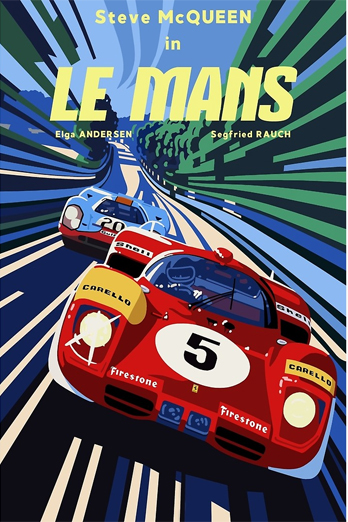 Steve McQUEEN
in
LE MANS
Elga ANDERSEN
Segfried RAUCH
20
Shell
Shell
CARELLO
5
CARELLO
Firestone
Firestone